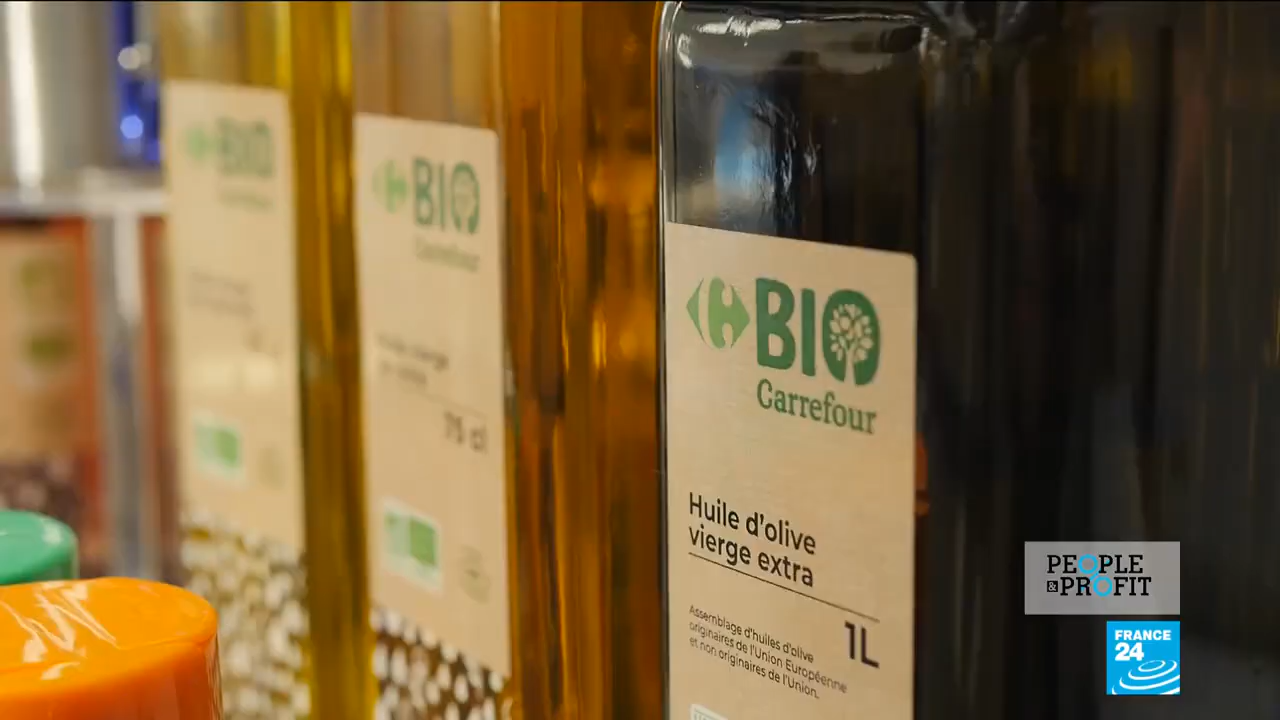 BIO
BIO
Carrefour
75 cl
BIO
Carrefour
Huile d'olive
vierge extra
1L
Assemblage d'huiles d'olive
originaires de l'Union Européenne
et non originaires de l'Union.
PEOPLE
& PROFIT
FRANCE
24